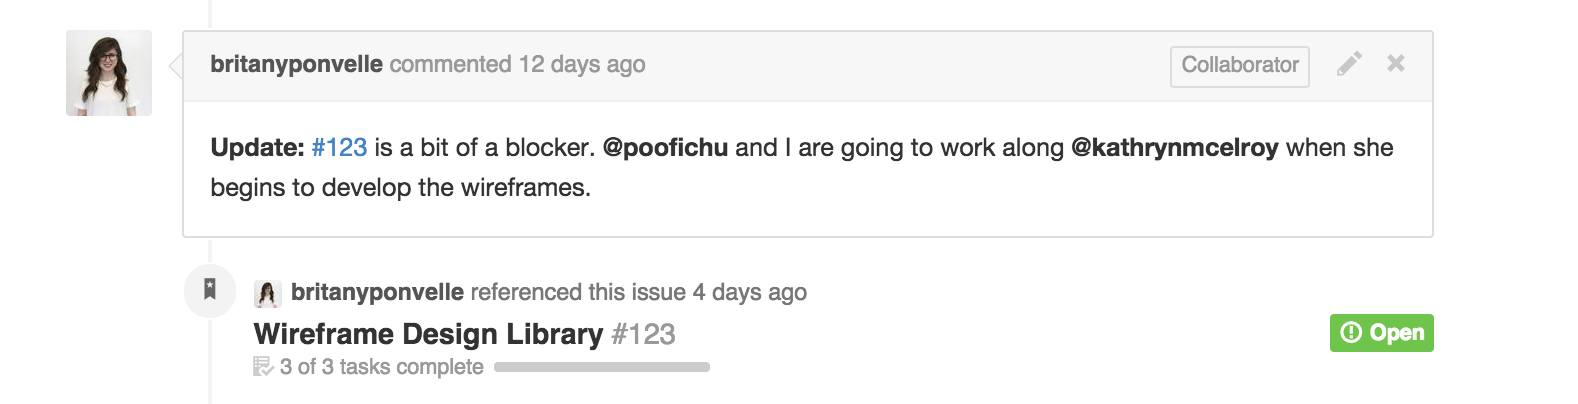 britanyponvelle commented 12 days ago Collaborator
Update: #123 is a bit of a blocker. @poofichu and I are going to work along @kathrynmcelroy when she
begins to develop the wireframes.
britanyponvelle referenced this issue 4 days ago
Wireframe Design Library #123 Open
3 of 3 tasks complete